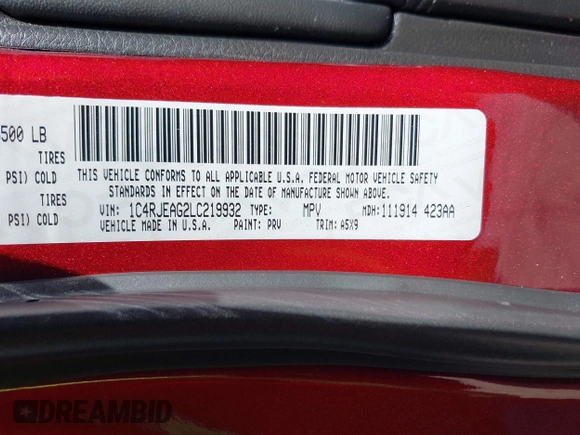 500 LB
TIRES
PSI) COLD
TIRES
PSI) COLD
THIS VEHICLE CONFORMS TO ALL APPLICABLE U.S.A. FEDERAL MOTOR VEHICLE SAFETY
STANDARDS IN EFFECT ON THE DATE OF MANUFACTURE SHOWN ABOVE.
VIN: 1C4RJEAG2LC219932 TYPE: MPV MDH: 111914 423AA
VEHICLE MADE IN U.S.A. PAINT: PRV TRIM: A5X9
DREAMBID